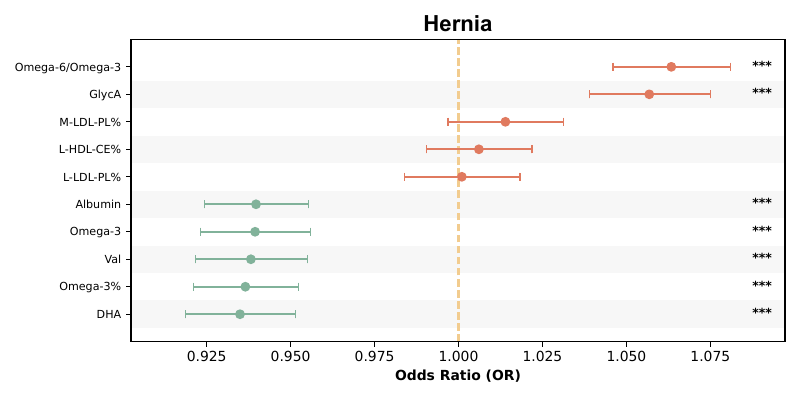 Hernia
Omega-6/Omega-3 ***
GlycA ***
M-LDL-PL%
L-HDL-CE%
L-LDL-PL%
Albumin ***
Omega-3 ***
Val ***
Omega-3% ***
DHA ***
0.925 0.950 0.975 1.000 1.025 1.050 1.075
Odds Ratio (OR)